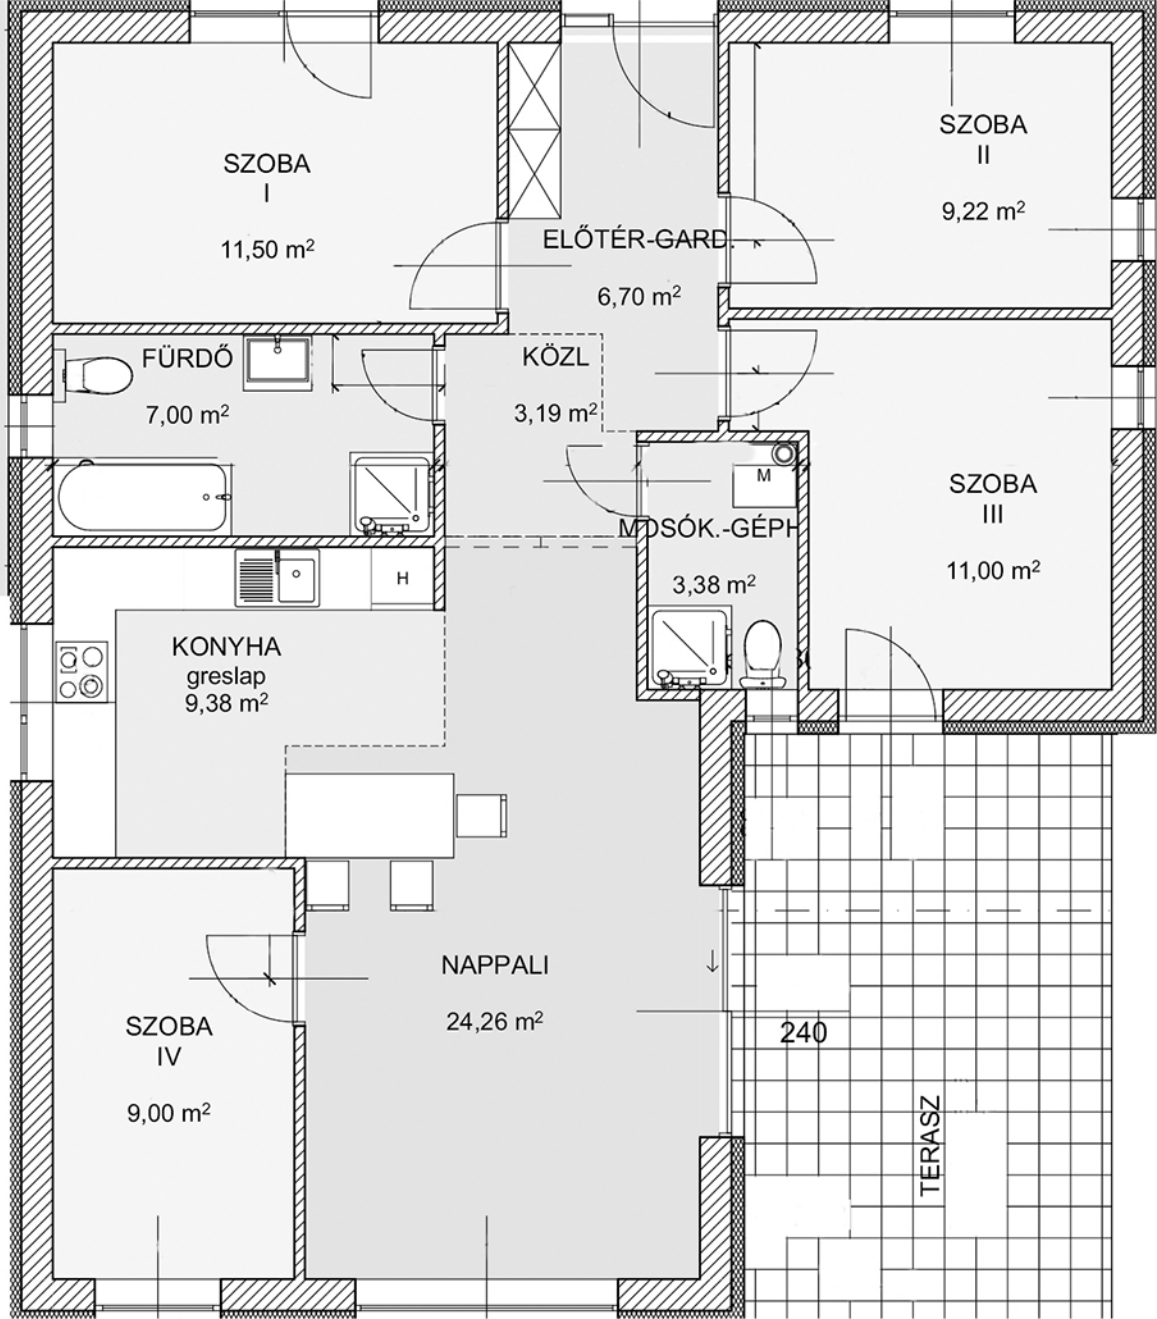 SZOBA
I
11,50 m²
SZOBA
II
9,22 m²
ELŐTÉR-GARD.
6,70 m²
FÜRDŐ
7,00 m²
KÖZL
3,19 m²
M
MOSÓK.-GÉPH
3,38 m²
SZOBA
III
11,00 m²
H
KONYHA
greslap
9,38 m²
NAPPALI
24,26 m²
SZOBA
IV
9,00 m²
240
TERASZ